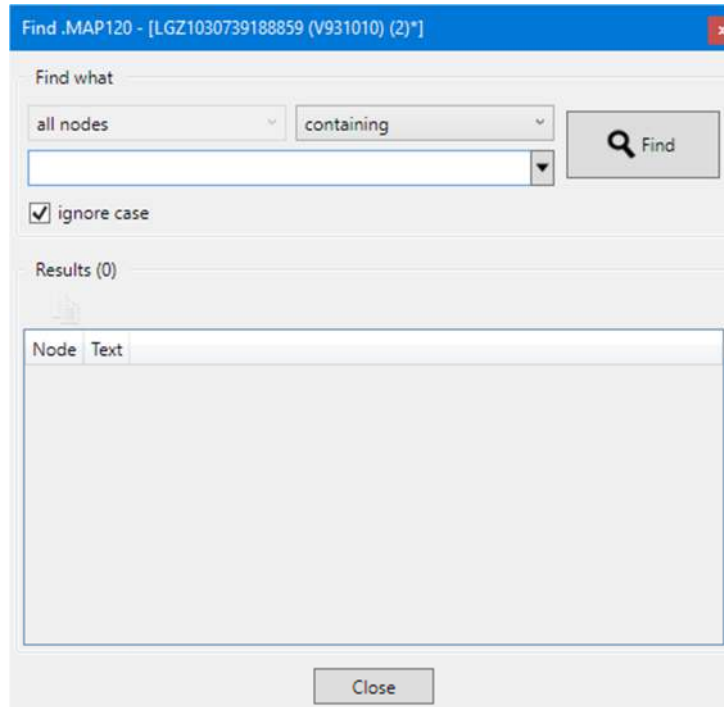 Find .MAP120 - [LGZ1030739188859 (V931010) (2)*]
Find what
all nodes containing Find
ignore case
Results (0)
Node Text
Close